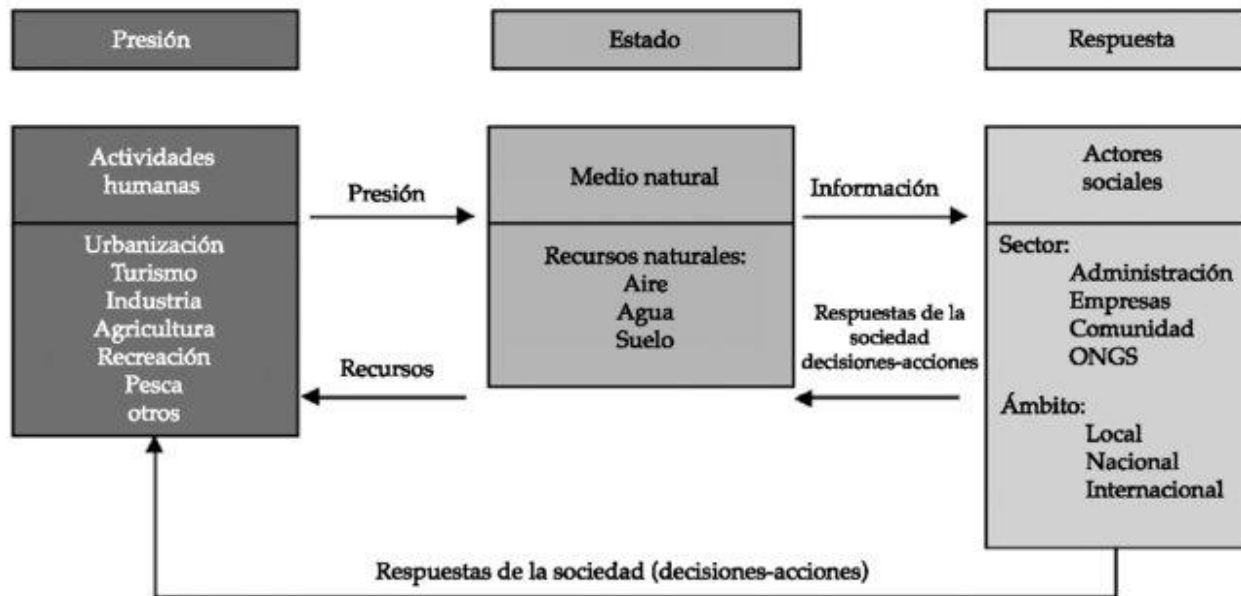 Presión
Estado
Respuesta
Actividades
humanas
Urbanización
Turismo
Industria
Agricultura
Recreación
Pesca
otros
Presión
Recursos
Medio natural
Recursos naturales:
Aire
Agua
Suelo
Información
Respuestas de la
sociedad
decisiones-acciones
Actores
sociales
Sector:
Administración
Empresas
Comunidad
ONGS
Ámbito:
Local
Nacional
Internacional
Respuestas de la sociedad (decisiones-acciones)